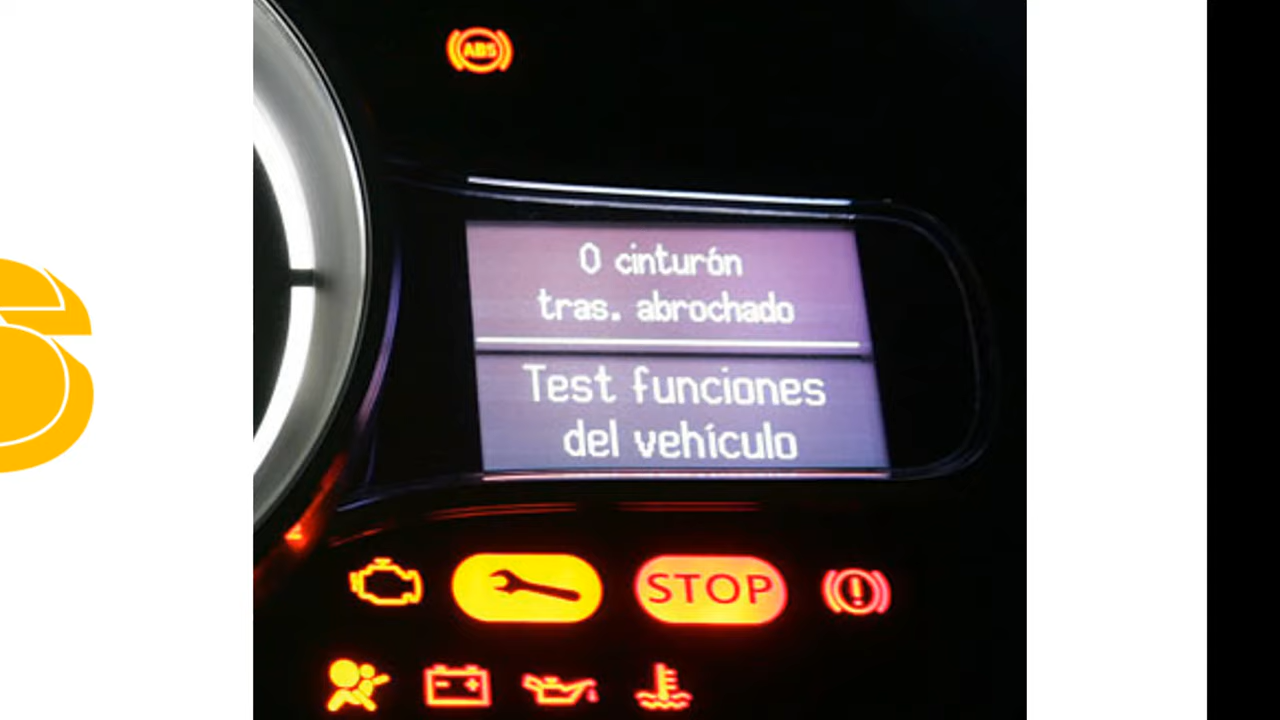 ABS
0 cinturón
tras. abrochado
Test funciones
del vehículo
STOP